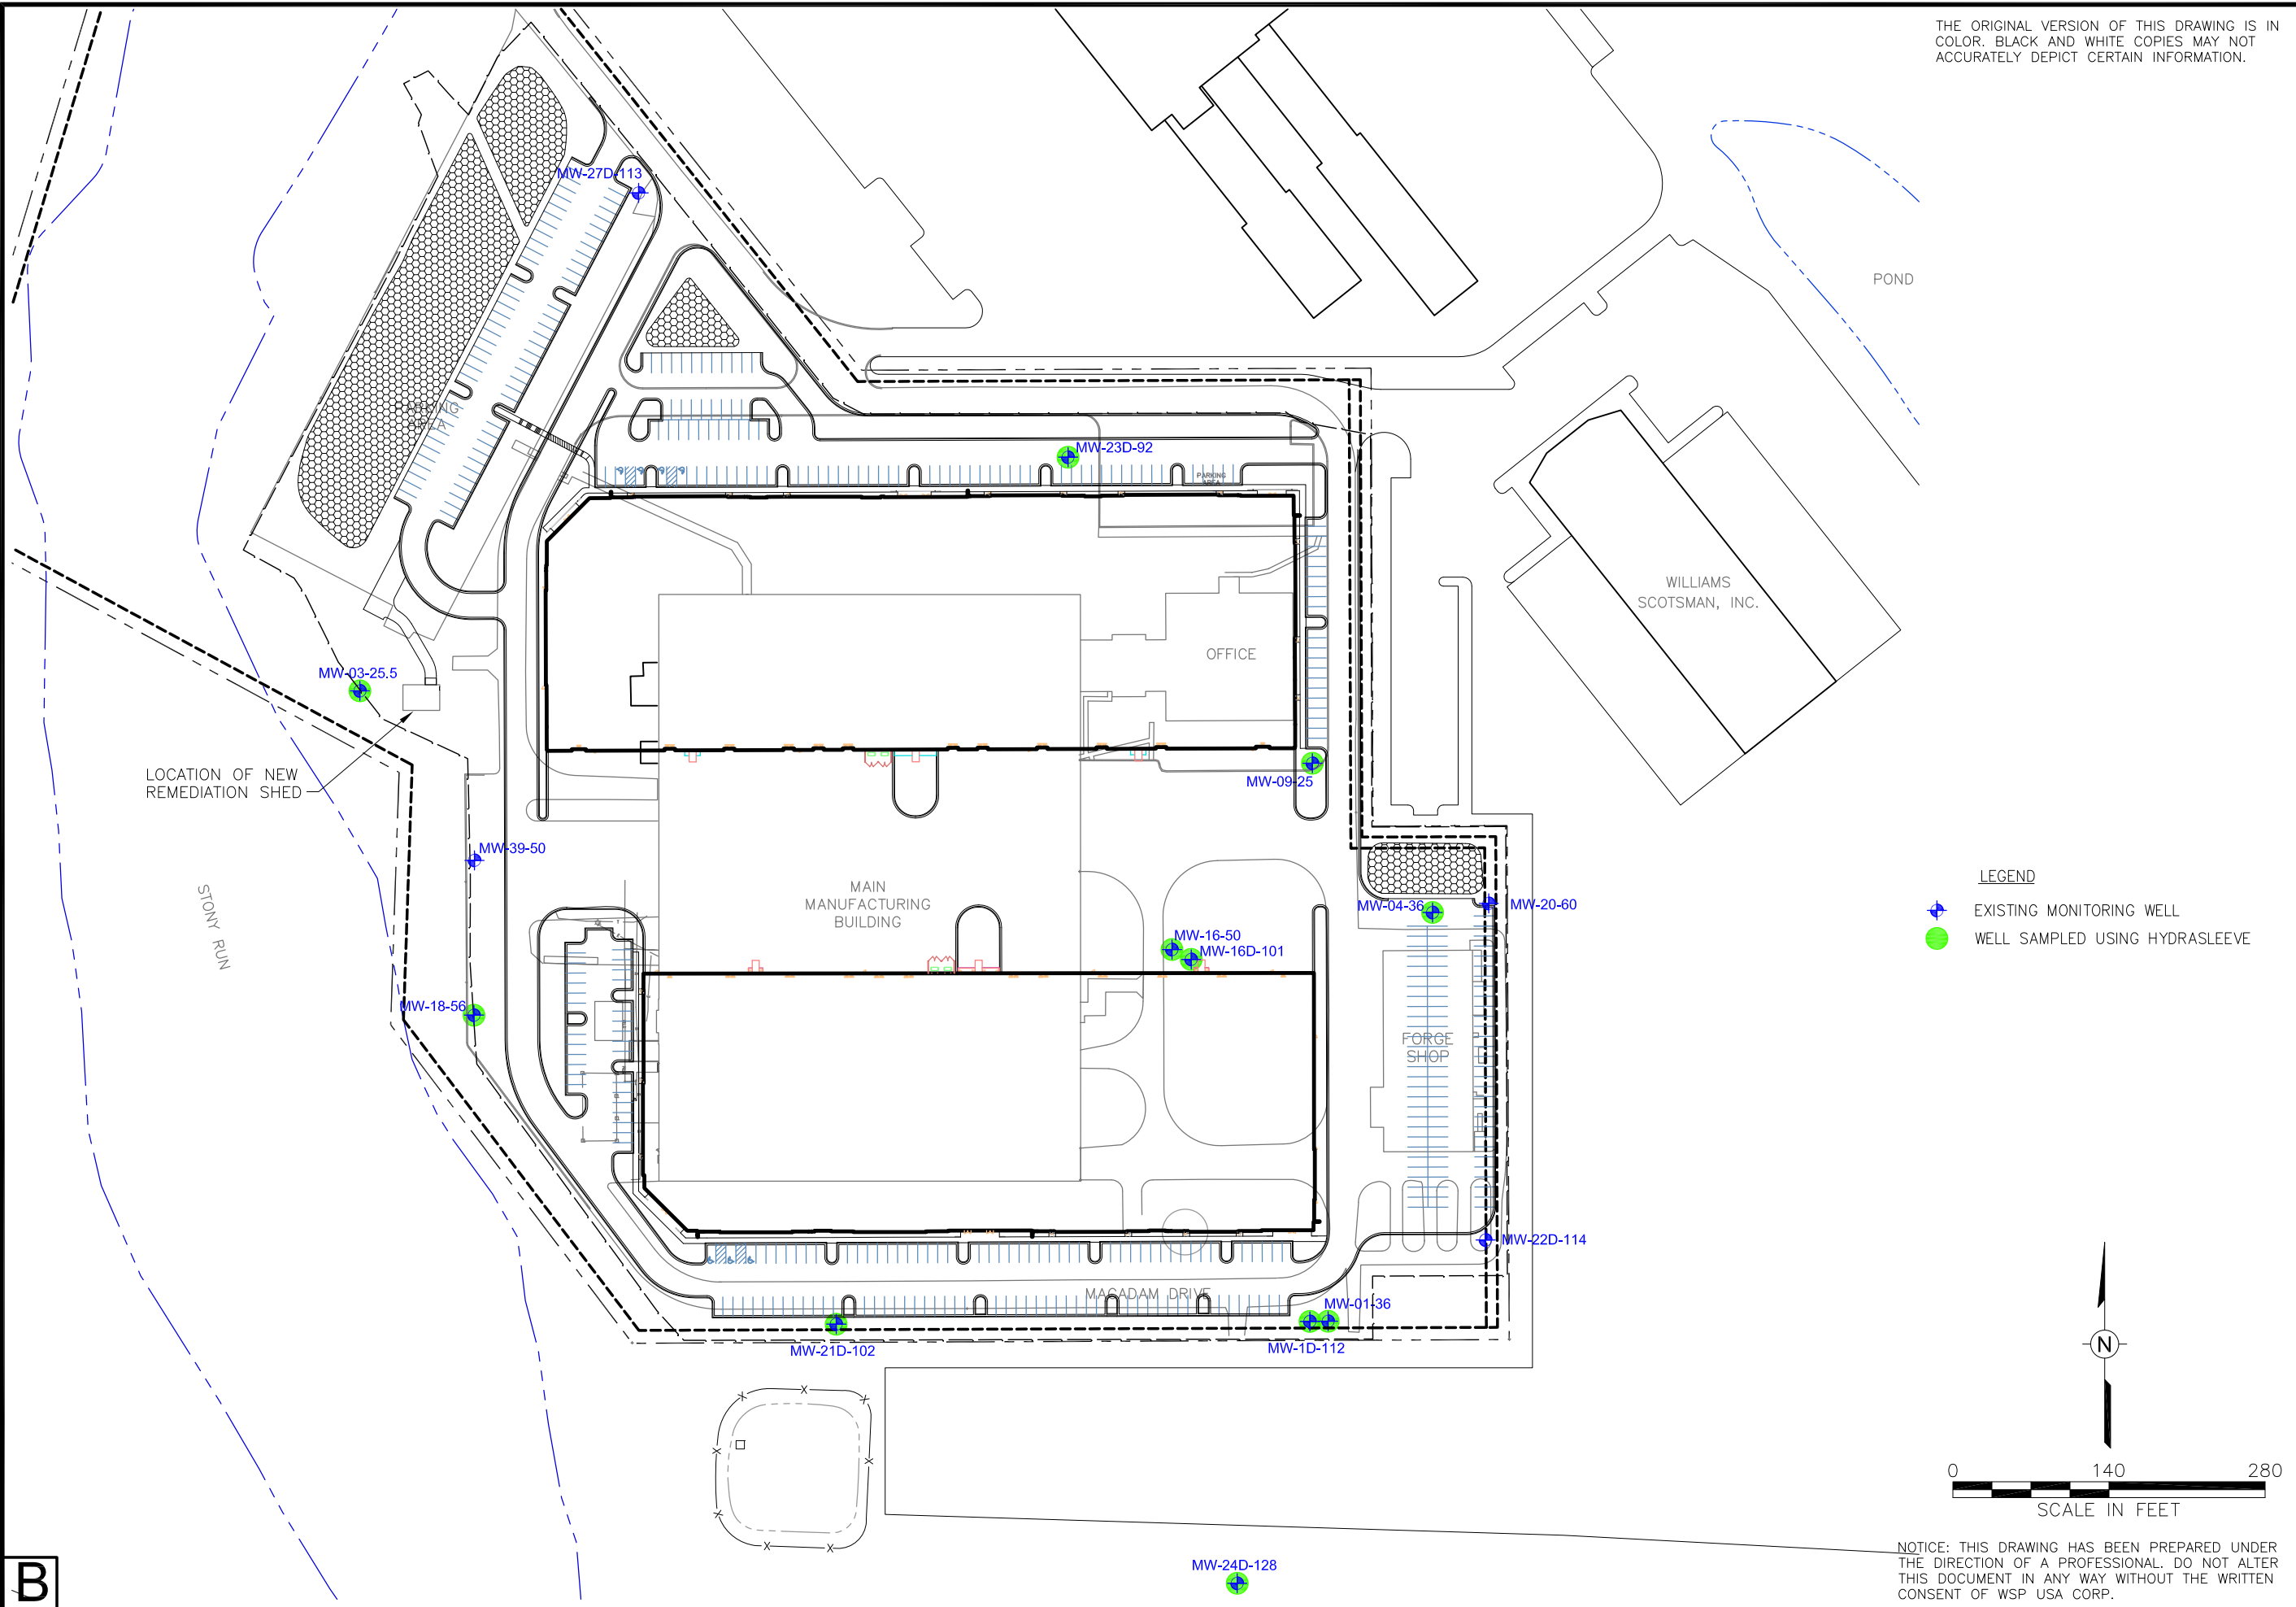 THE ORIGINAL VERSION OF THIS DRAWING IS IN
COLOR. BLACK AND WHITE COPIES MAY NOT
ACCURATELY DEPICT CERTAIN INFORMATION.
MW-27D-113
POND
PARKING
AREA
MW-23D-92
PARKING
AREA
WILLIAMS
SCOTSMAN, INC.
OFFICE
MW-03-25.5
LOCATION OF NEW
REMEDIATION SHED
MW-09-25
MW-39-50
STONY RUN
MAIN
MANUFACTURING
BUILDING
LEGEND
EXISTING MONITORING WELL
WELL SAMPLED USING HYDRASLEEVE
MW-04-36
MW-20-60
MW-16-50
MW-16D-101
MW-18-56
FORGE
SHOP
MW-22D-114
MACADAM DRIVE
MW-01-36
MW-21D-102
MW-1D-112
N
0 140 280
SCALE IN FEET
X X X
X X
X X X
MW-24D-128
NOTICE: THIS DRAWING HAS BEEN PREPARED UNDER
THE DIRECTION OF A PROFESSIONAL. DO NOT ALTER
THIS DOCUMENT IN ANY WAY WITHOUT THE WRITTEN
CONSENT OF WSP USA CORP.
B